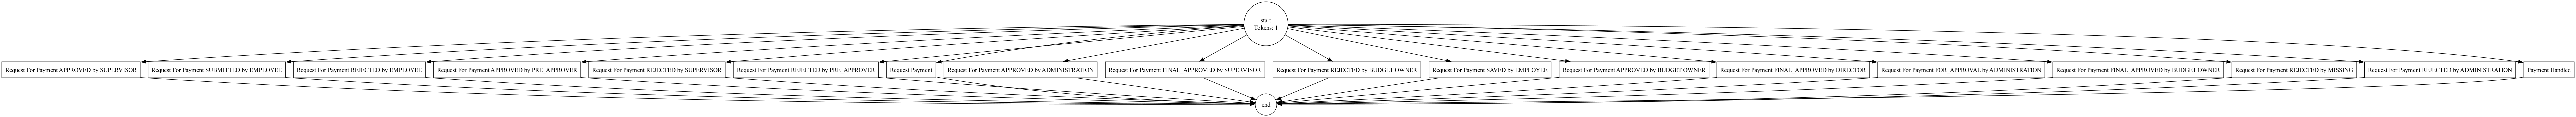 start
Tokens: 1
Request For Payment APPROVED by SUPERVISOR
Request For Payment SUBMITTED by EMPLOYEE
Request For Payment REJECTED by EMPLOYEE
Request For Payment APPROVED by PRE_APPROVER
Request For Payment REJECTED by SUPERVISOR
Request For Payment REJECTED by PRE_APPROVER
Request Payment
Request For Payment APPROVED by ADMINISTRATION
Request For Payment FINAL_APPROVED by SUPERVISOR
Request For Payment REJECTED by BUDGET OWNER
Request For Payment SAVED by EMPLOYEE
Request For Payment APPROVED by BUDGET OWNER
Request For Payment FINAL_APPROVED by DIRECTOR
Request For Payment FOR_APPROVAL by ADMINISTRATION
Request For Payment FINAL_APPROVED by BUDGET OWNER
Request For Payment REJECTED by MISSING
Request For Payment REJECTED by ADMINISTRATION
Payment Handled
end